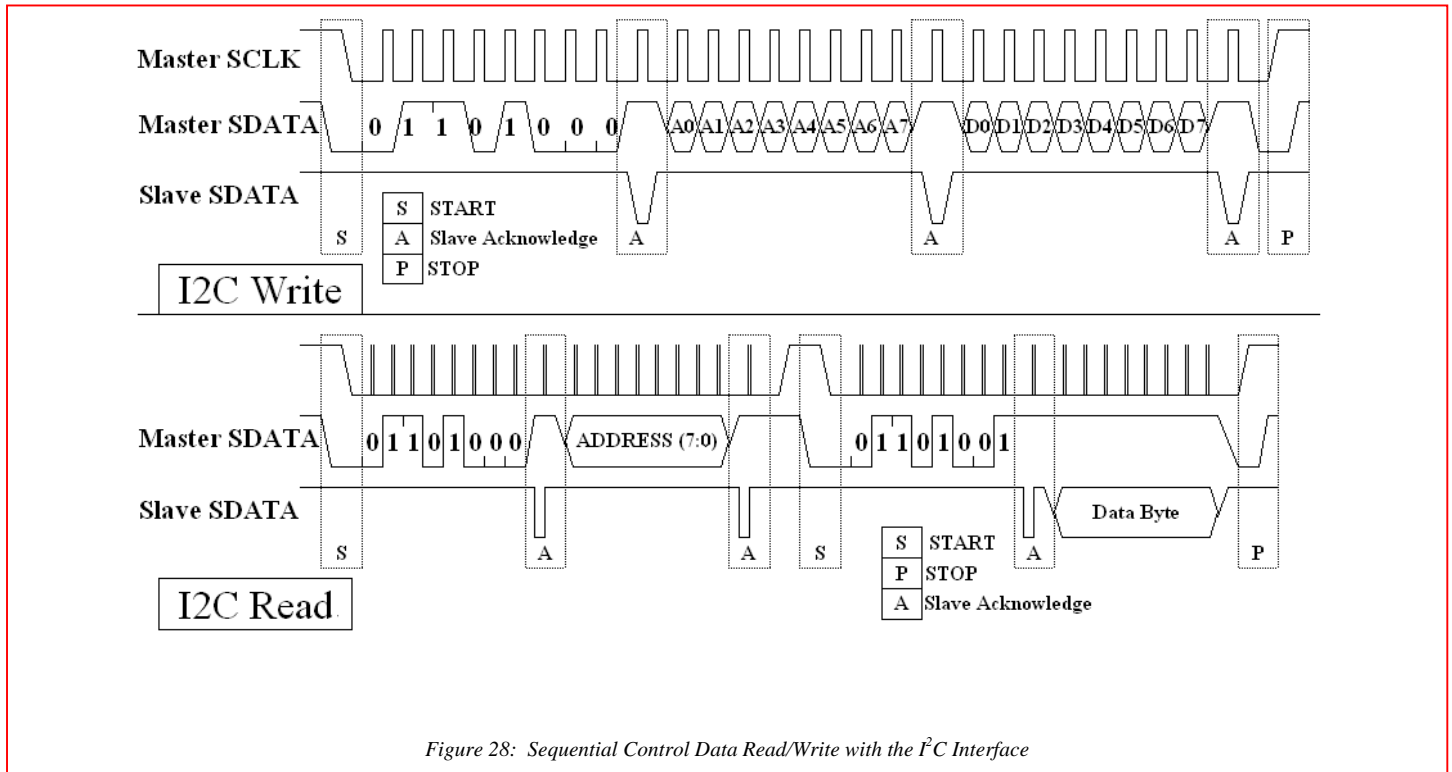 Master SCLK
Master SDATA 0 1 1 0 1 0 0 0 A0 A1 A2 A3 A4 A5 A6 A7 D0 D1 D2 D3 D4 D5 D6 D7
Slave SDATA
S A A A P
S START
A Slave Acknowledge
P STOP
I2C Write
Master SDATA 0 1 1 0 1 0 0 0 ADDRESS (7:0) 0 1 1 0 1 0 0 1
Slave SDATA Data Byte
S A A S A P
S START
P STOP
A Slave Acknowledge
I2C Read
Figure 28: Sequential Control Data Read/Write with the I²C Interface